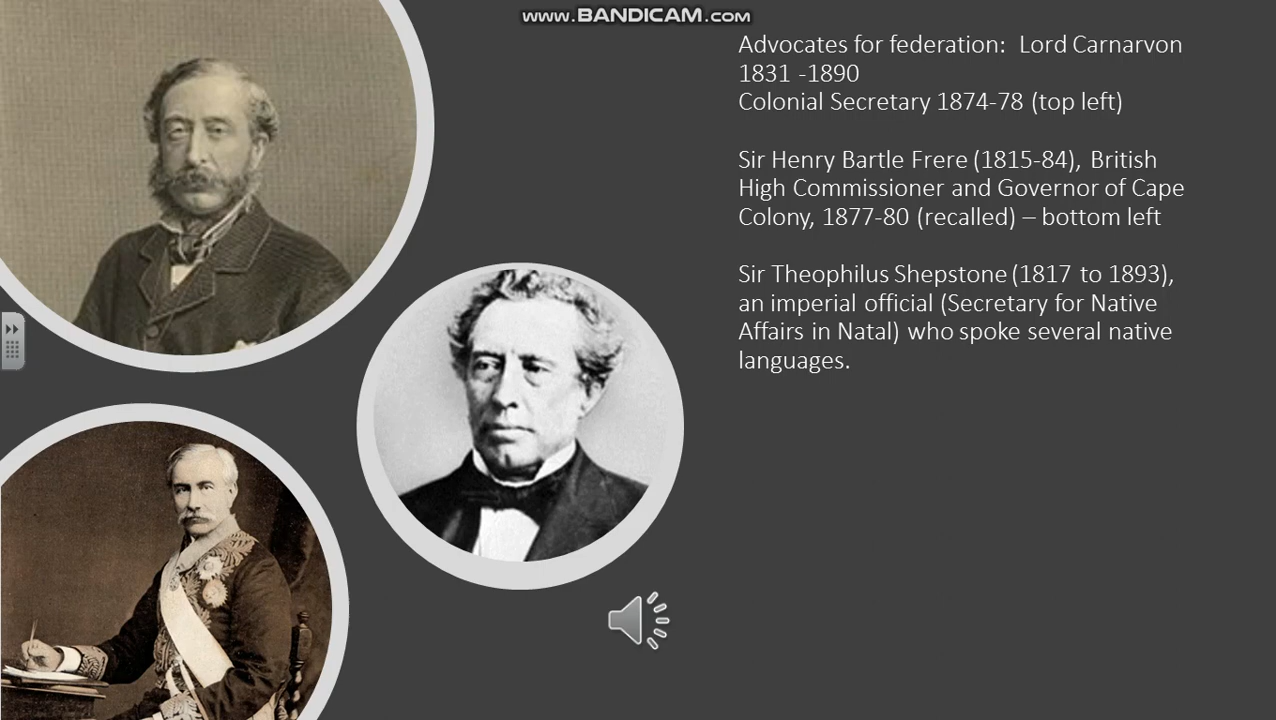 www.BANDICAM.com
Advocates for federation:  Lord Carnarvon
1831 -1890
Colonial Secretary 1874-78 (top left)
Sir Henry Bartle Frere (1815-84),  British
High Commissioner and Governor of Cape
Colony, 1877-80 (recalled) – bottom left
Sir Theophilus Shepstone (1817 to 1893),
an imperial official (Secretary for Native
Affairs in Natal) who spoke several native
languages.